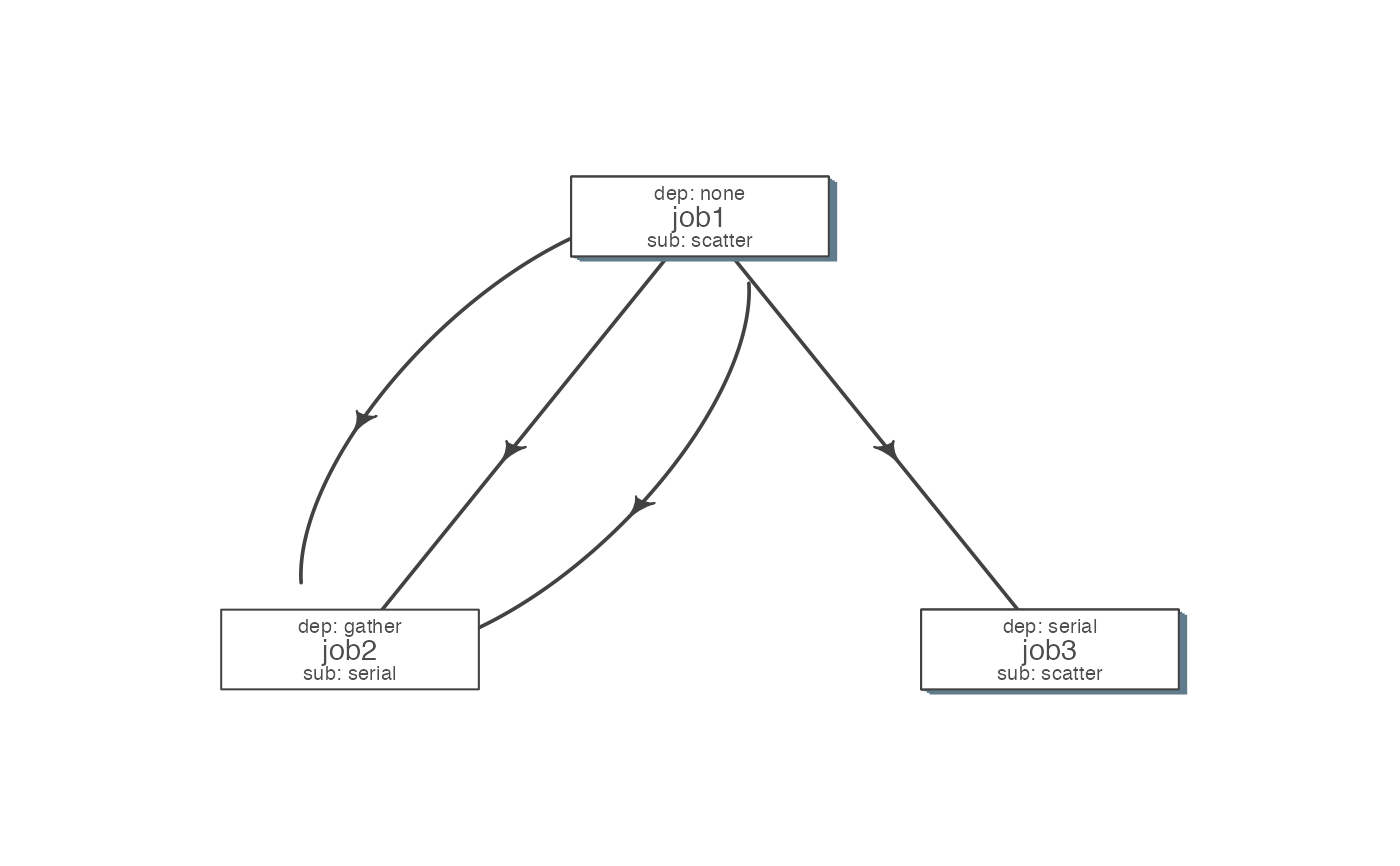 dep: none
job1
sub: scatter
dep: gather
job2
sub: serial
dep: serial
job3
sub: scatter